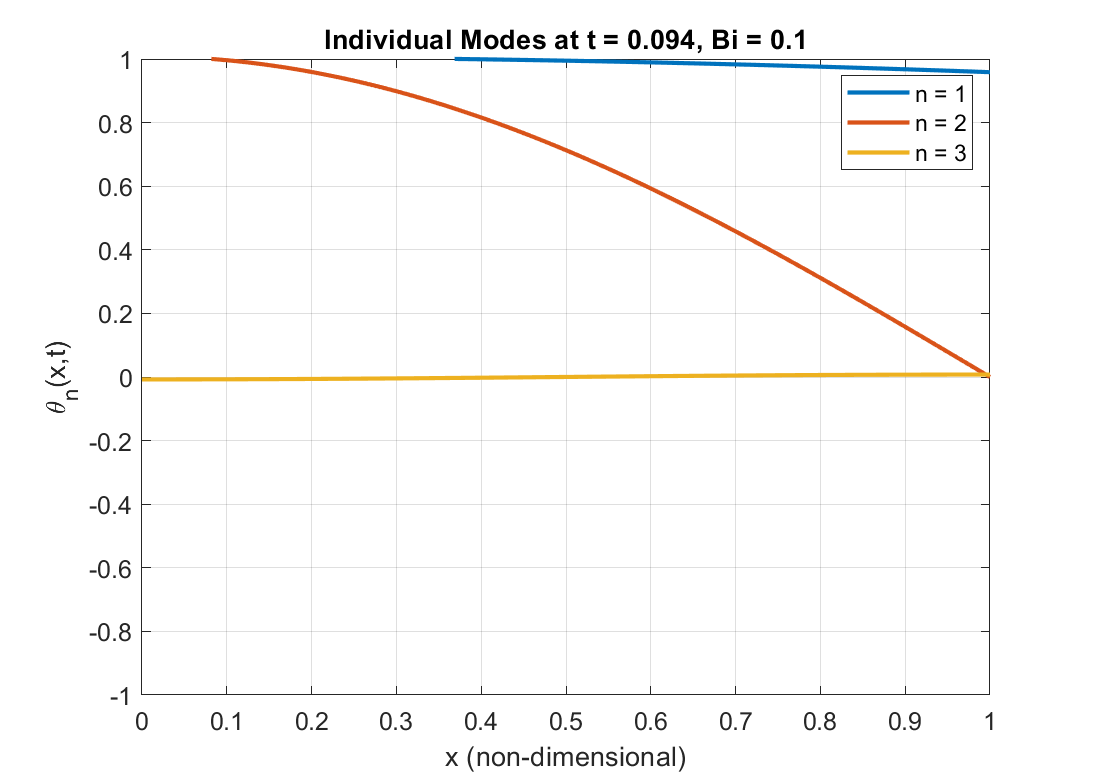 Individual Modes at t = 0.094, Bi = 0.1
n = 1
n = 2
n = 3
1
0.8
0.6
0.4
0.2
0
-0.2
-0.4
-0.6
-0.8
-1
θn(x,t)
0 0.1 0.2 0.3 0.4 0.5 0.6 0.7 0.8 0.9 1
x (non-dimensional)